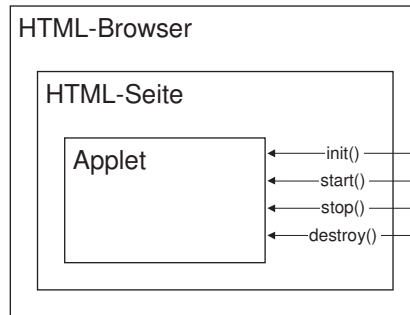 HTML-Browser
HTML-Seite
Applet
init()
start()
stop()
destroy()